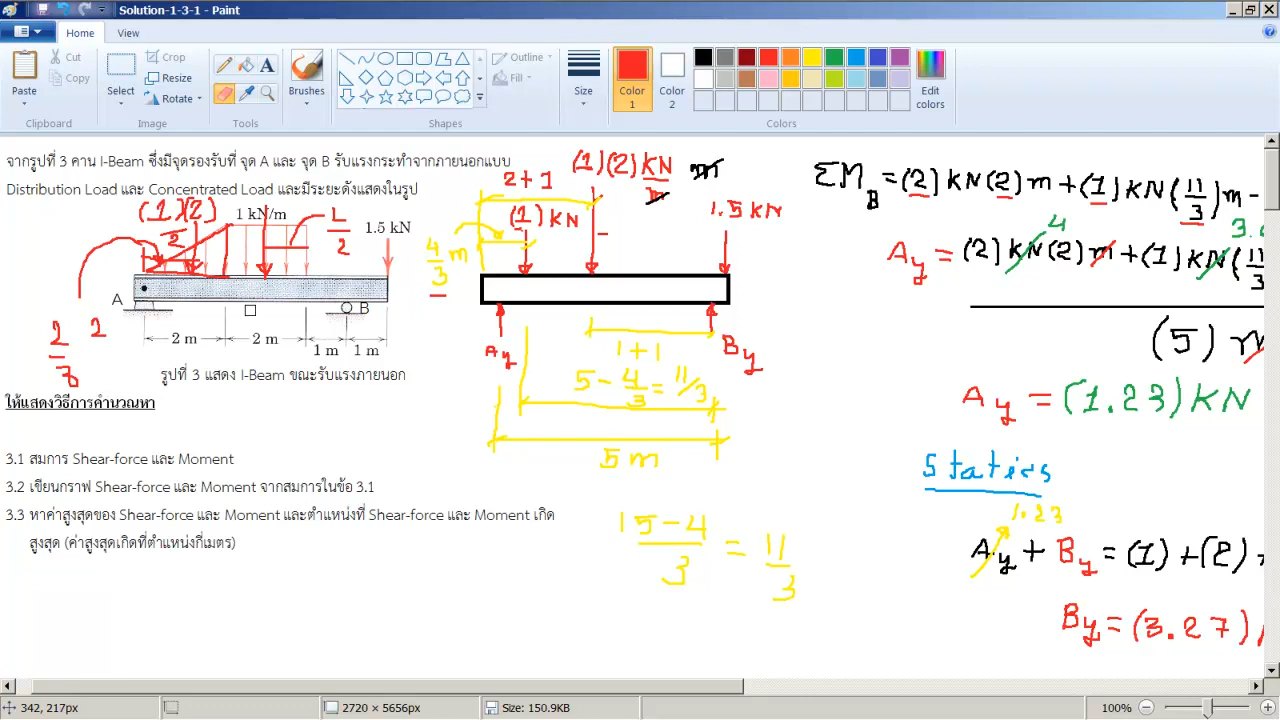 Solution-1-3-1 - Paint
Home View
Paste
Cut
Copy
Clipboard
Select
Crop
Resize
Rotate
Image
Tools
Brushes
Shapes
Outline
Fill
Size
Color 1
Color 2
Edit colors
Colors
จากรูปที่ 3 คาน I-Beam ซึ่งมีจุดรองรับที่ จุด A และ จุด B รับแรงกระทำจากภายนอกแบบ
Distribution Load และ Concentrated Load และมีระยะดังแสดงในรูป
(1)(2)
2
1 kN/m
L
2
1.5 kN
A
B
2
3
2
2 m
2 m
1 m
1 m
รูปที่ 3 แสดง I-Beam ขณะรับแรงภายนอก
ให้แสดงวิธีการคำนวณหา
3.1 สมการ Shear-force และ Moment
3.2 เขียนกราฟ Shear-force และ Moment จากสมการในข้อ 3.1
3.3 หาค่าสูงสุดของ Shear-force และ Moment และตำแหน่งที่ Shear-force และ Moment เกิด
สูงสุด (ค่าสูงสุดเกิดที่ตำแหน่งกี่เมตร)
2+1
(1)(2) KN
m
m
(1) KN
1.5 KN
4
3
m
Ay
By
1+1
5 - 4/3 = 11/3
5 m
15-4
3
= 11
3
ΣM_B = (2) KN (2) m + (1) KN (11/3) m -
4
3.
Ay = (2) KN (2) m + (1) KN (11/3
(5) m
Ay = (1.23) KN
Statics
1.23
Ay + By = (1) + (2) +
By = (3.27)
342, 217px
2720 × 5656px
Size: 150.9KB
100%